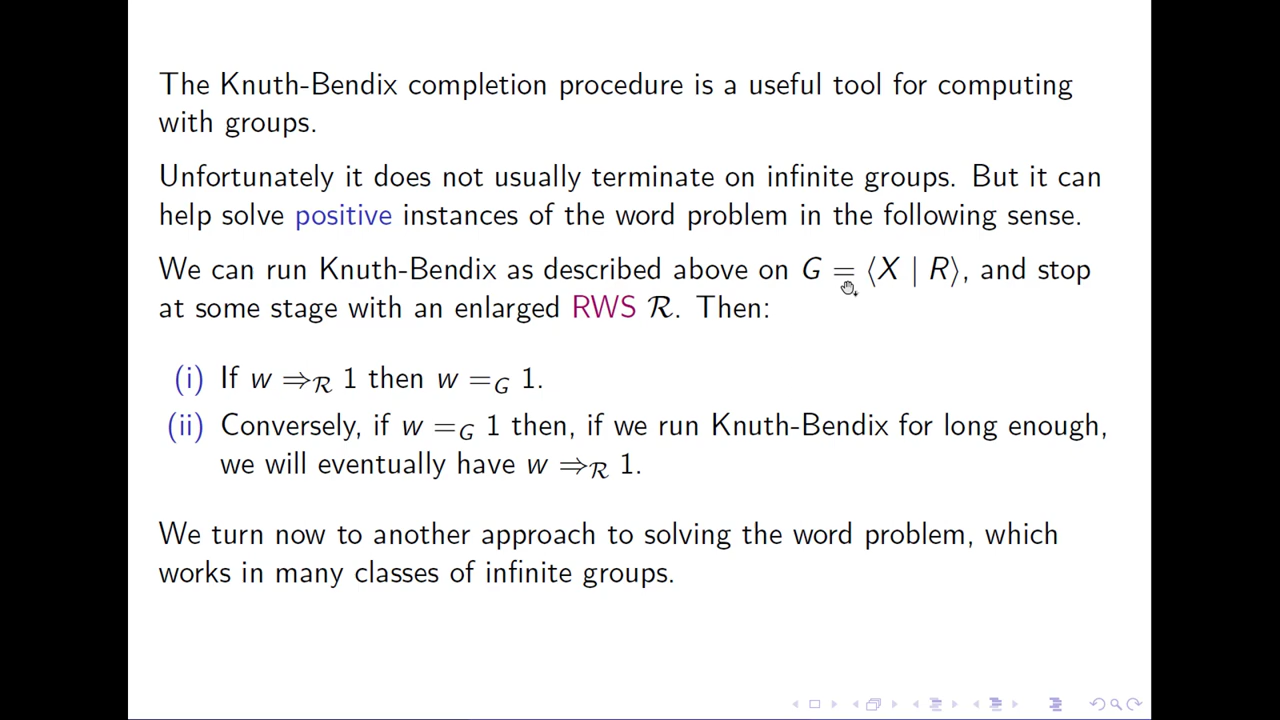 The Knuth-Bendix completion procedure is a useful tool for computing
with groups.
Unfortunately it does not usually terminate on infinite groups. But it can
help solve positive instances of the word problem in the following sense.
We can run Knuth-Bendix as described above on G = ⟨X | R⟩, and stop
at some stage with an enlarged RWS ℛ. Then:
(i) If w ⇒ℛ 1 then w =G 1.
(ii) Conversely, if w =G 1 then, if we run Knuth-Bendix for long enough,
we will eventually have w ⇒ℛ 1.
We turn now to another approach to solving the word problem, which
works in many classes of infinite groups.